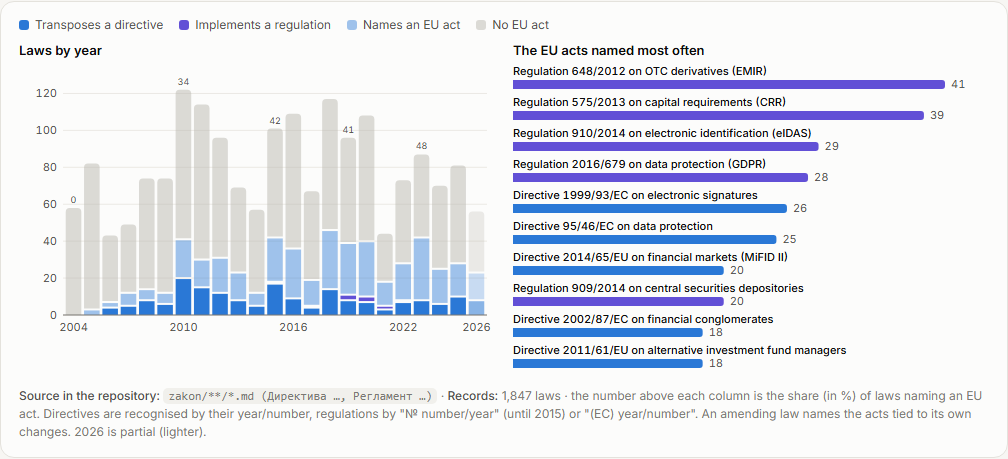 Transposes a directive Implements a regulation Names an EU act No EU act
Laws by year
34
120
42
41
100
48
80
0
60
40
20
0
2004 2010 2016 2022 2026
The EU acts named most often
Regulation 648/2012 on OTC derivatives (EMIR)
41
Regulation 575/2013 on capital requirements (CRR)
39
Regulation 910/2014 on electronic identification (eIDAS)
29
Regulation 2016/679 on data protection (GDPR)
28
Directive 1999/93/EC on electronic signatures
26
Directive 95/46/EC on data protection
25
Directive 2014/65/EU on financial markets (MiFID II)
20
Regulation 909/2014 on central securities depositories
20
Directive 2002/87/EC on financial conglomerates
18
Directive 2011/61/EU on alternative investment fund managers
18
Source in the repository: zakon/**/*.md (Директива …, Регламент …) · Records: 1,847 laws · the number above each column is the share (in %) of laws naming an EU
act. Directives are recognised by their year/number, regulations by "№ number/year" (until 2015) or "(EC) year/number". An amending law names the acts tied to its own
changes. 2026 is partial (lighter).